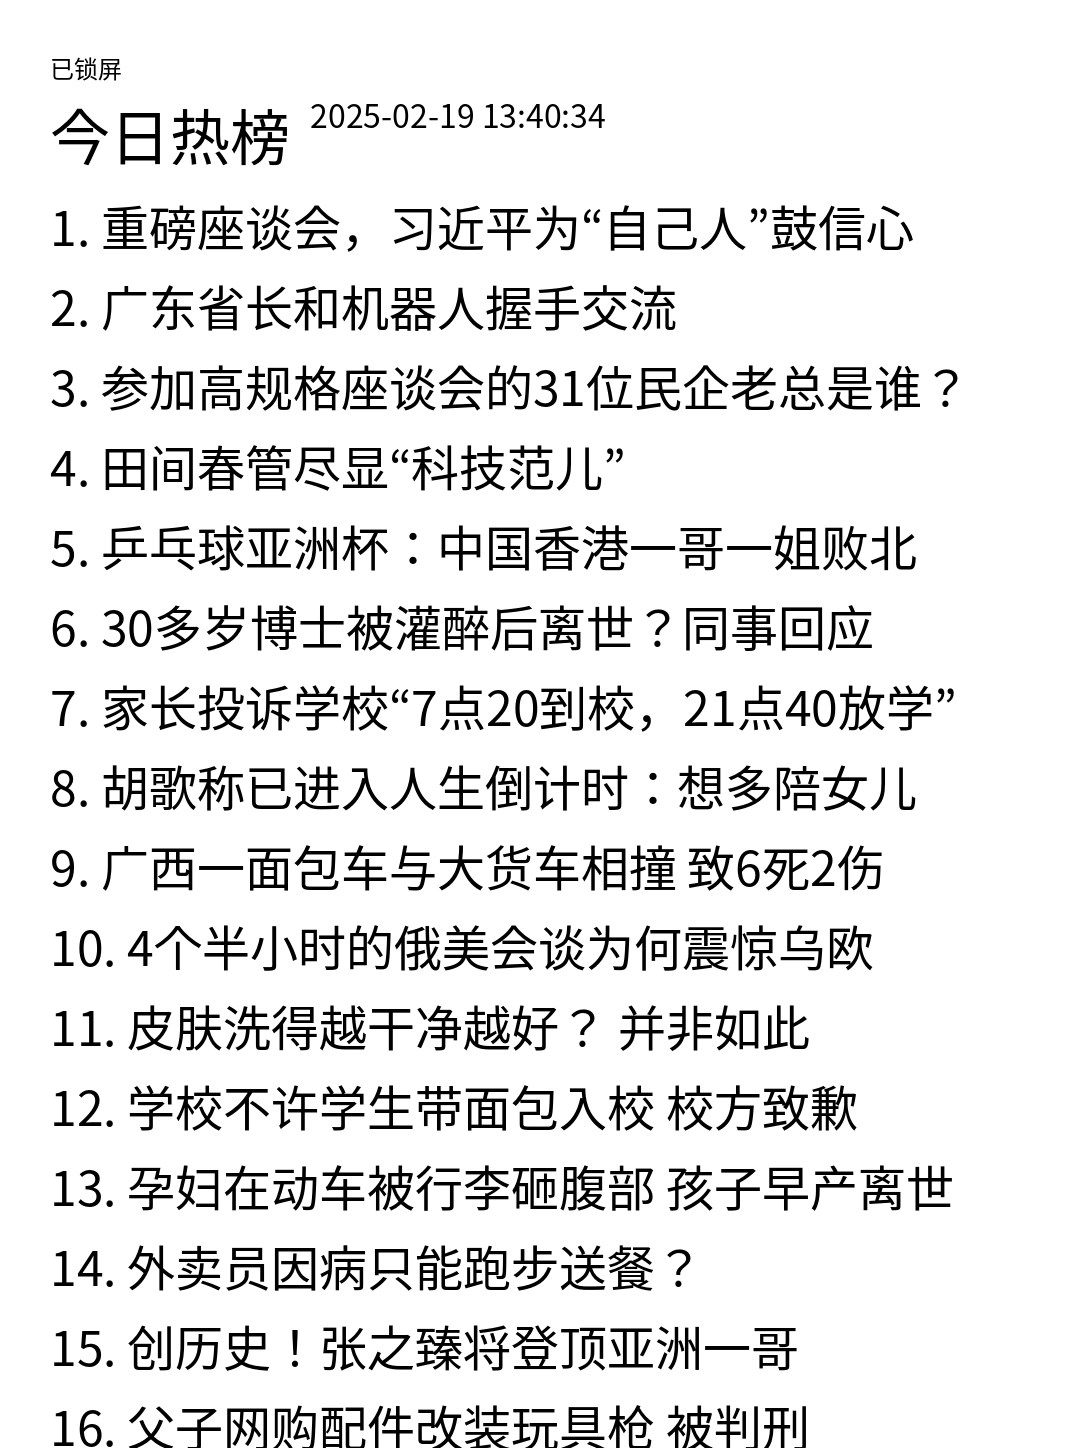 已锁屏
今日热榜 2025-02-19 13:40:34
1. 重磅座谈会，习近平为“自己人”鼓信心
2. 广东省长和机器人握手交流
3. 参加高规格座谈会的31位民企老总是谁？
4. 田间春管尽显“科技范儿”
5. 乒乓球亚洲杯：中国香港一哥一姐败北
6. 30多岁博士被灌醉后离世？同事回应
7. 家长投诉学校“7点20到校，21点40放学”
8. 胡歌称已进入人生倒计时：想多陪女儿
9. 广西一面包车与大货车相撞 致6死2伤
10. 4个半小时的俄美会谈为何震惊乌欧
11. 皮肤洗得越干净越好？ 并非如此
12. 学校不许学生带面包入校 校方致歉
13. 孕妇在动车被行李砸腹部 孩子早产离世
14. 外卖员因病只能跑步送餐？
15. 创历史！张之臻将登顶亚洲一哥
16. 父子网购配件改装玩具枪 被判刑